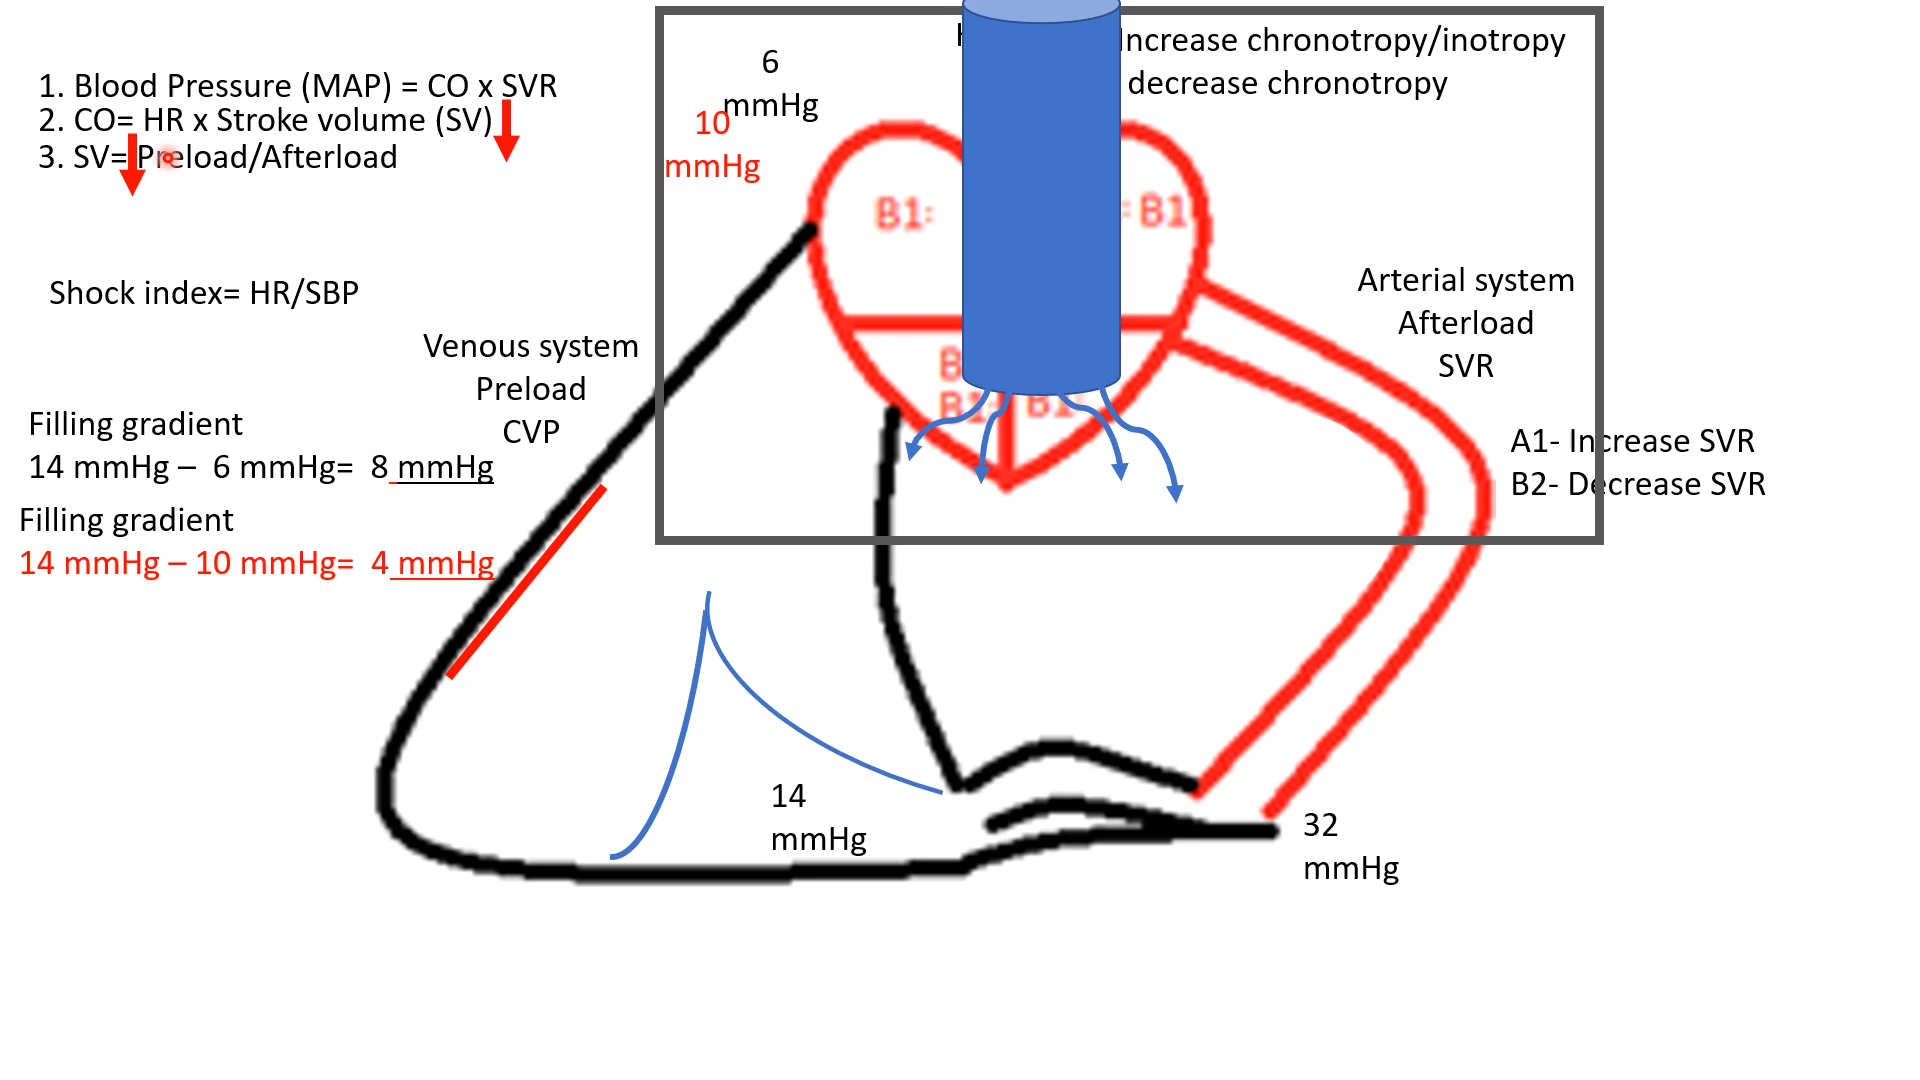 1. Blood Pressure (MAP) = CO x SVR
2. CO= HR x Stroke volume (SV)
3. SV= Preload/Afterload
Shock index= HR/SBP
Venous system
Preload
CVP
Filling gradient
14 mmHg – 6 mmHg= 8 mmHg
Filling gradient
14 mmHg – 10 mmHg= 4 mmHg
6
mmHg
10
mmHg
increase chronotropy/inotropy
decrease chronotropy
B1:
: B1
B1:
B1:
Arterial system
Afterload
SVR
A1- Increase SVR
B2- Decrease SVR
14
mmHg
32
mmHg